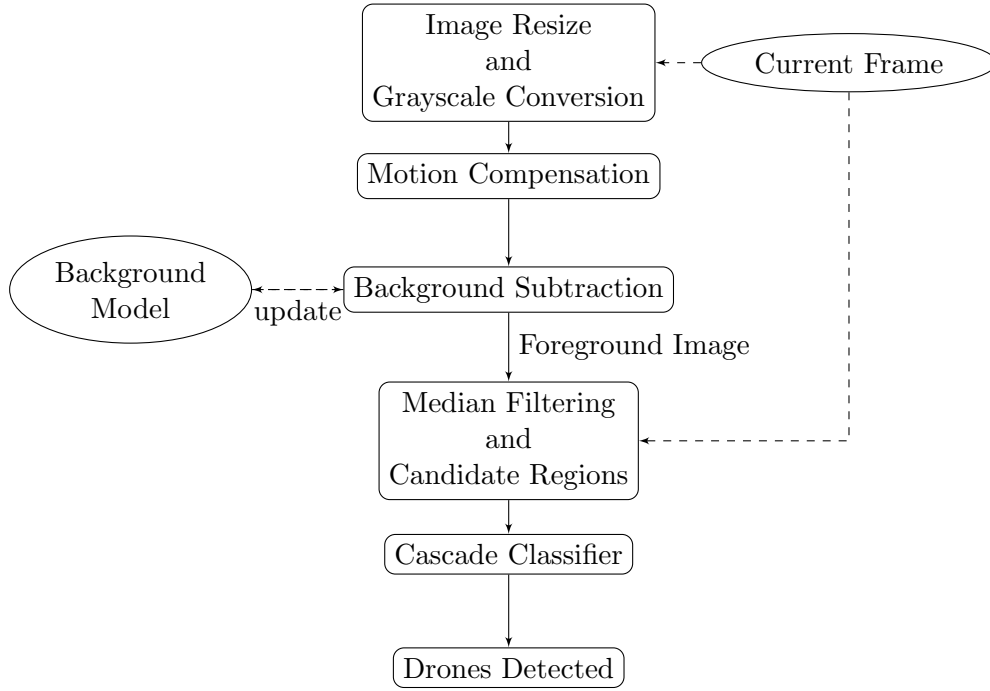 Image Resize
and
Grayscale Conversion
Current Frame
Motion Compensation
Background
Model
update
Background Subtraction
Foreground Image
Median Filtering
and
Candidate Regions
Cascade Classifier
Drones Detected